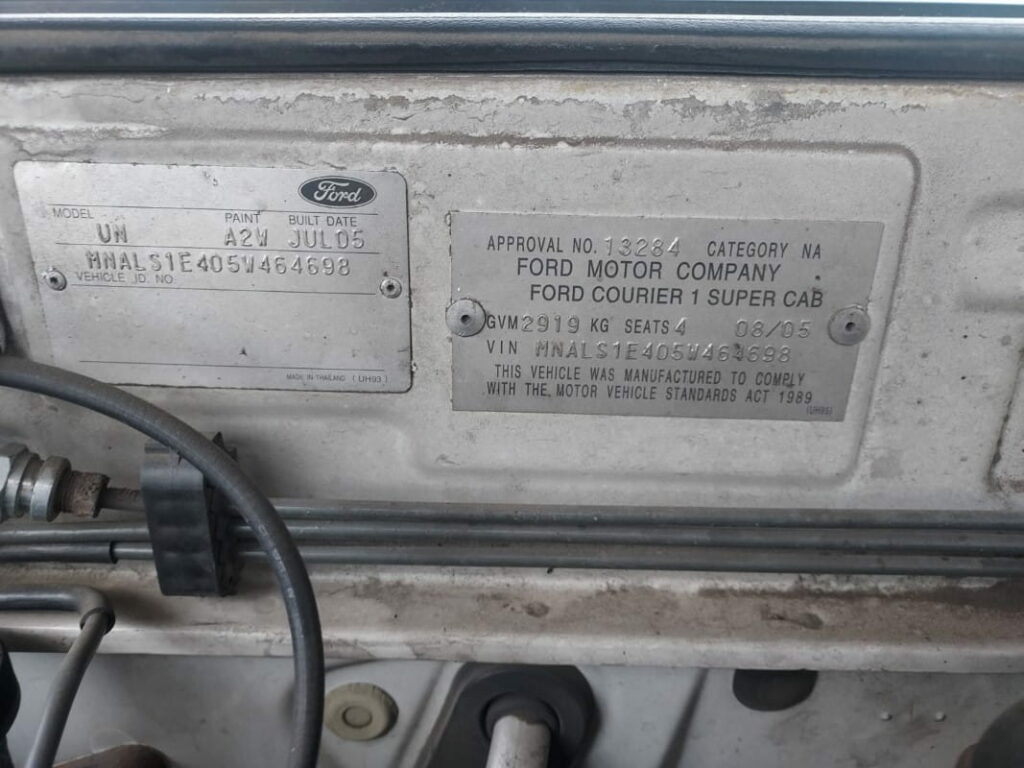 Ford
MODEL PAINT BUILT DATE
UN A2W JUL05
MNALS1E405W464698
VEHICLE ID. NO.
MADE IN THAILAND ( UH93 )
APPROVAL NO. 13284 CATEGORY NA
FORD MOTOR COMPANY
FORD COURIER 1 SUPER CAB
GVM 2919 KG SEATS 4 08/05
VIN MNALS1E405W464698
THIS VEHICLE WAS MANUFACTURED TO COMPLY
WITH THE MOTOR VEHICLE STANDARDS ACT 1989